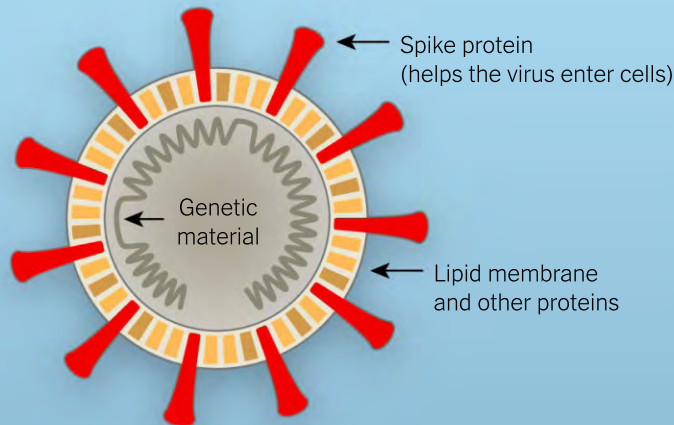 Spike protein
(helps the virus enter cells)
Genetic
material
Lipid membrane
and other proteins